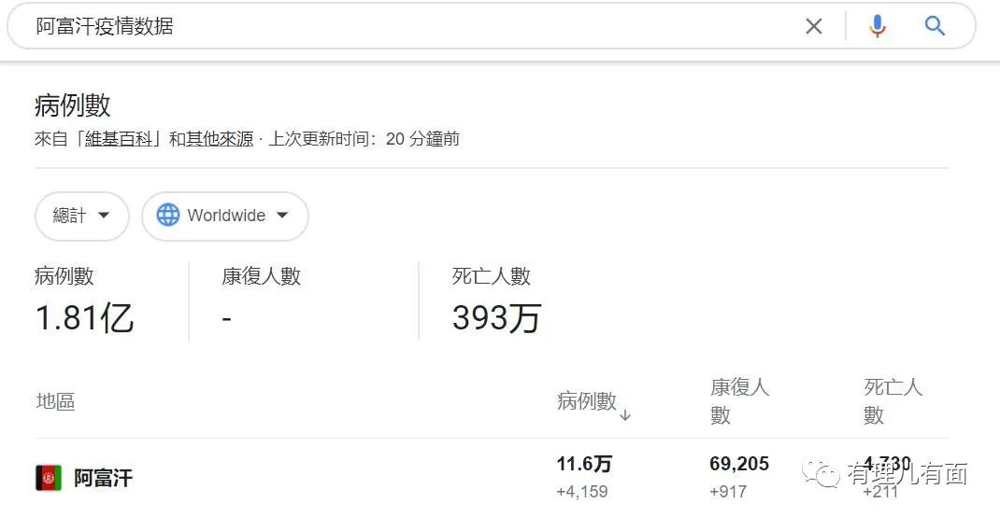 阿富汗疫情数据
病例數
來自「維基百科」和其他來源 · 上次更新时间：20 分鐘前
總計 Worldwide
病例數 康復人數 死亡人數
1.81亿 - 393万
地區 病例數 康復人數 死亡人數
阿富汗 11.6万 69,205 4,730
+4,159 +917 +211
有理儿有面